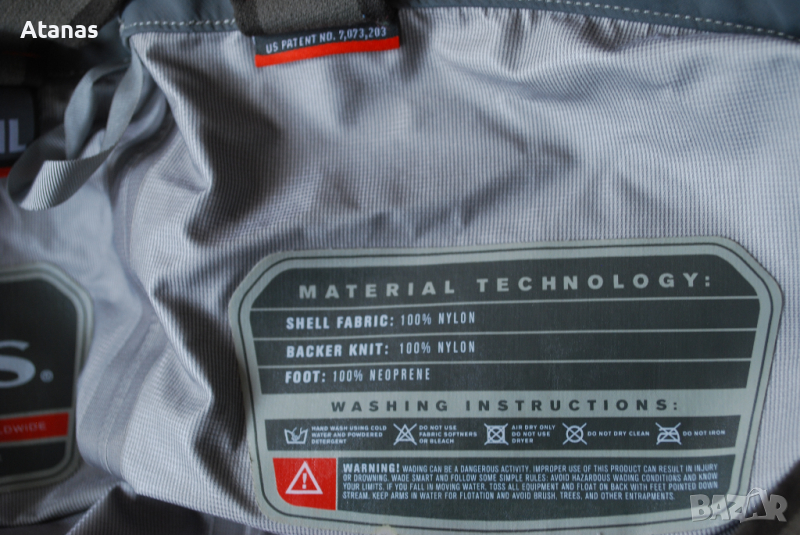 Atanas
US PATENT NO. 7,073,203
S.
MATERIAL TECHNOLOGY:
SHELL FABRIC: 100% NYLON
BACKER KNIT: 100% NYLON
FOOT: 100% NEOPRENE
WASHING INSTRUCTIONS:
HAND WASH USING COLD
WATER AND POWDERED
DETERGENT
DO NOT USE
FABRIC SOFTNERS
OR BLEACH
AIR DRY ONLY
DO NOT USE
DRYER
DO NOT DRY CLEAN
DO NOT IRON
WARNING! WADING CAN BE A DANGEROUS ACTIVITY. IMPROPER USE OF THIS PRODUCT CAN RESULT IN INJURY
OR DROWNING. WADE SMART AND FOLLOW SOME SIMPLE RULES: AVOID HAZARDOUS WADING CONDITIONS AND KNOW
YOUR LIMITS. IF YOU FALL IN MOVING WATER, TOSS ALL EQUIPMENT AND FLOAT ON BACK WITH FEET POINTED DOWN
STREAM. KEEP ARMS IN WATER FOR FLOTATION AND AVOID BRUSH, TREES, AND OTHER ENTRAPMENTS.
BAZAR